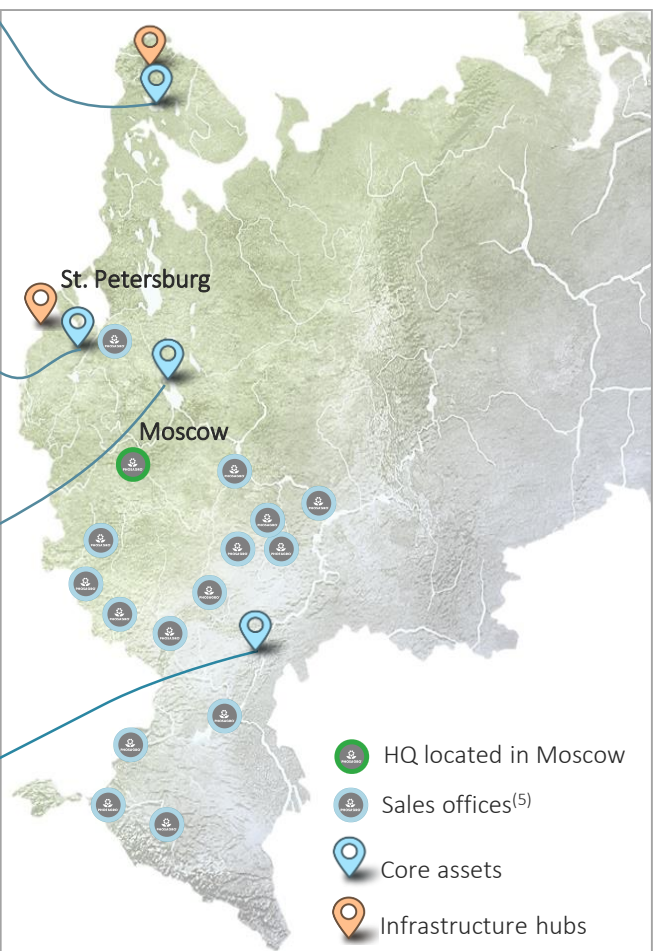 St. Petersburg
Moscow
HQ located in Moscow
Sales offices(5)
Core assets
Infrastructure hubs